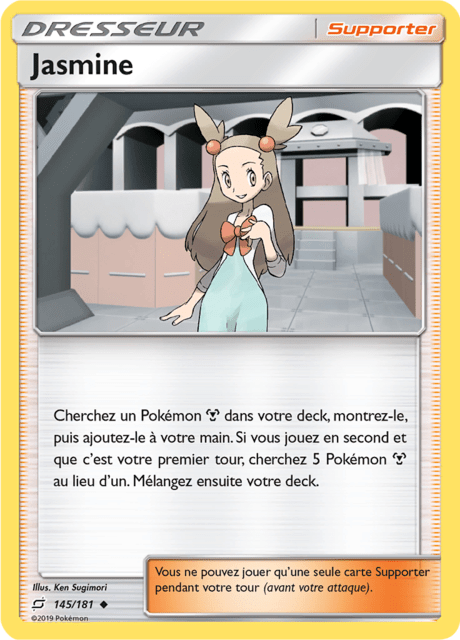 DRESSEUR Supporter
Jasmine
Cherchez un Pokémon dans votre deck, montrez-le,
puis ajoutez-le à votre main. Si vous jouez en second et
que c'est votre premier tour, cherchez 5 Pokémon
au lieu d'un. Mélangez ensuite votre deck.
Vous ne pouvez jouer qu'une seule carte Supporter
pendant votre tour (avant votre attaque).
Illus. Ken Sugimori
145/181
©2019 Pokémon